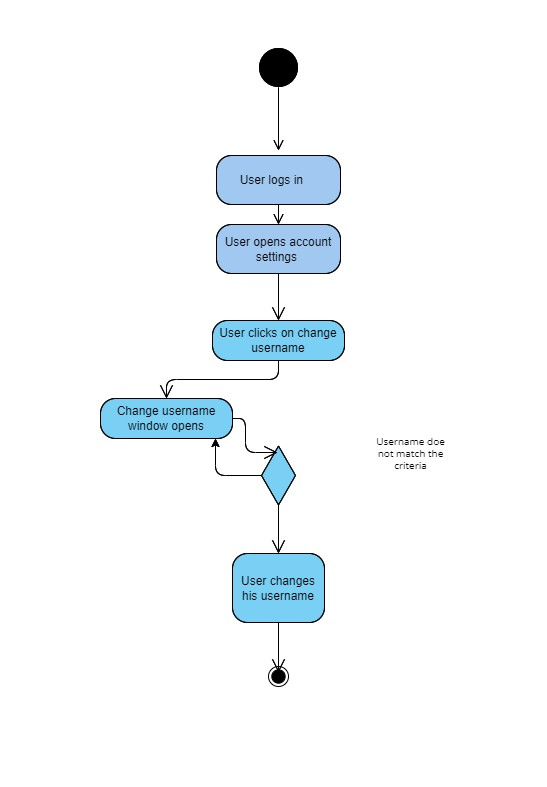 User logs in
User opens account
settings
User clicks on change
username
Change username
window opens
Username doe
not match the
criteria
User changes
his username